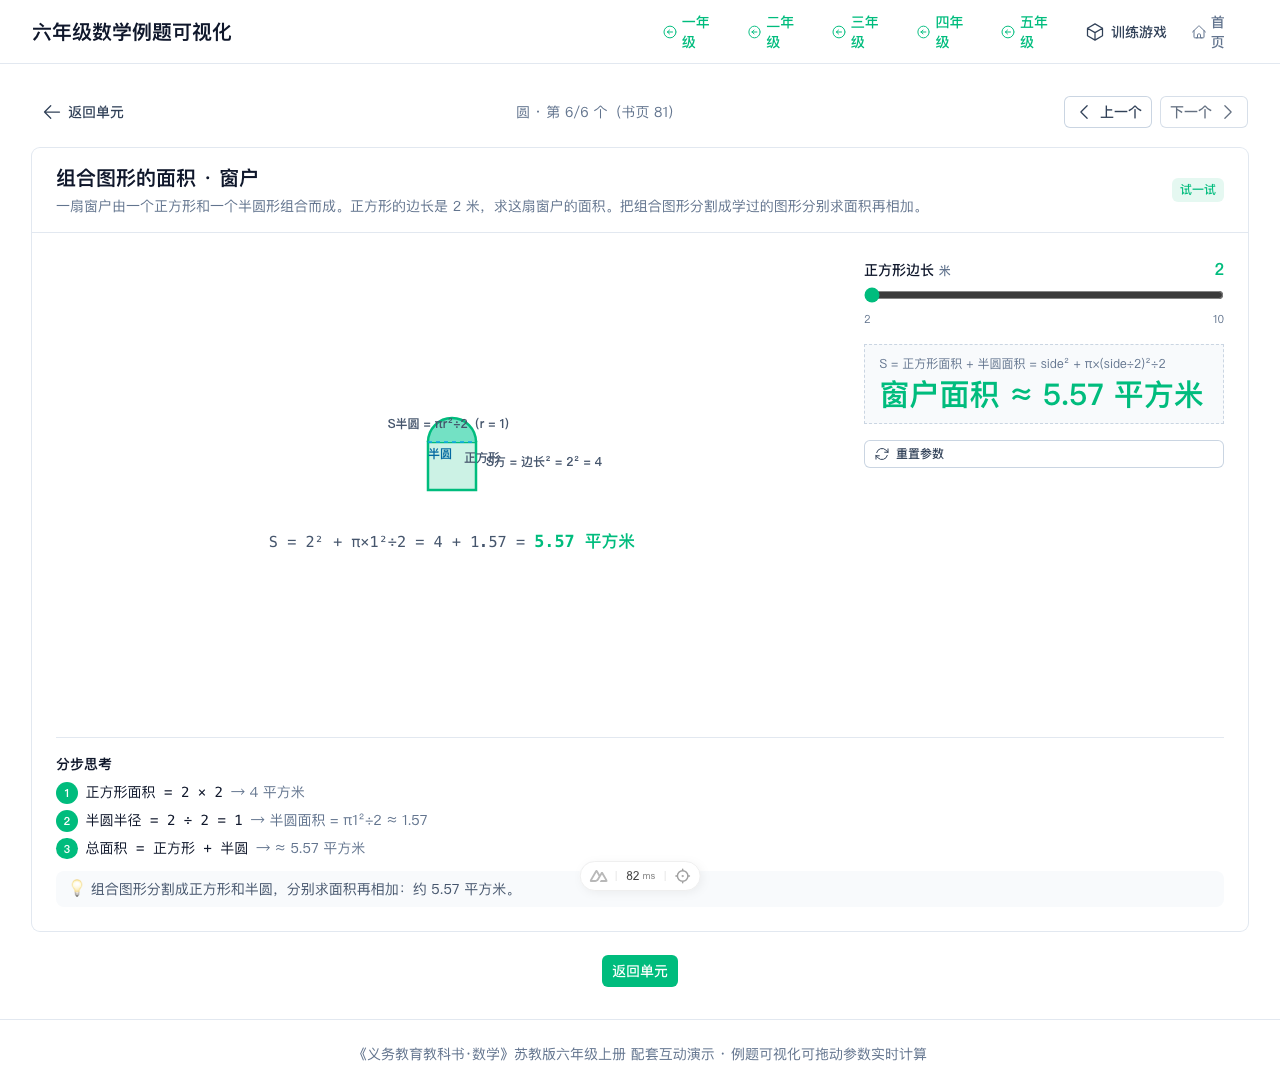 六年级数学例题可视化
一年级
二年级
三年级
四年级
五年级
训练游戏
首页
返回单元
圆 · 第 6/6 个（书页 81）
上一个
下一个
组合图形的面积 · 窗户
一扇窗户由一个正方形和一个半圆形组合而成。正方形的边长是 2 米，求这扇窗户的面积。把组合图形分割成学过的图形分别求面积再相加。
试一试
正方形边长 米
2
2
10
S = 正方形面积 + 半圆面积 = side² + π×(side÷2)²÷2
窗户面积 ≈ 5.57 平方米
重置参数
S半圆 = πr²÷2（r = 1）
半圆
正方形
S方 = 边长² = 2² = 4
S = 2² + π×1²÷2 = 4 + 1.57 = 5.57 平方米
分步思考
1 正方形面积 = 2 × 2 → 4 平方米
2 半圆半径 = 2 ÷ 2 = 1 → 半圆面积 = π1²÷2 ≈ 1.57
3 总面积 = 正方形 + 半圆 → ≈ 5.57 平方米
82 ms
组合图形分割成正方形和半圆，分别求面积再相加：约 5.57 平方米。
返回单元
《义务教育教科书·数学》苏教版六年级上册 配套互动演示 · 例题可视化可拖动参数实时计算